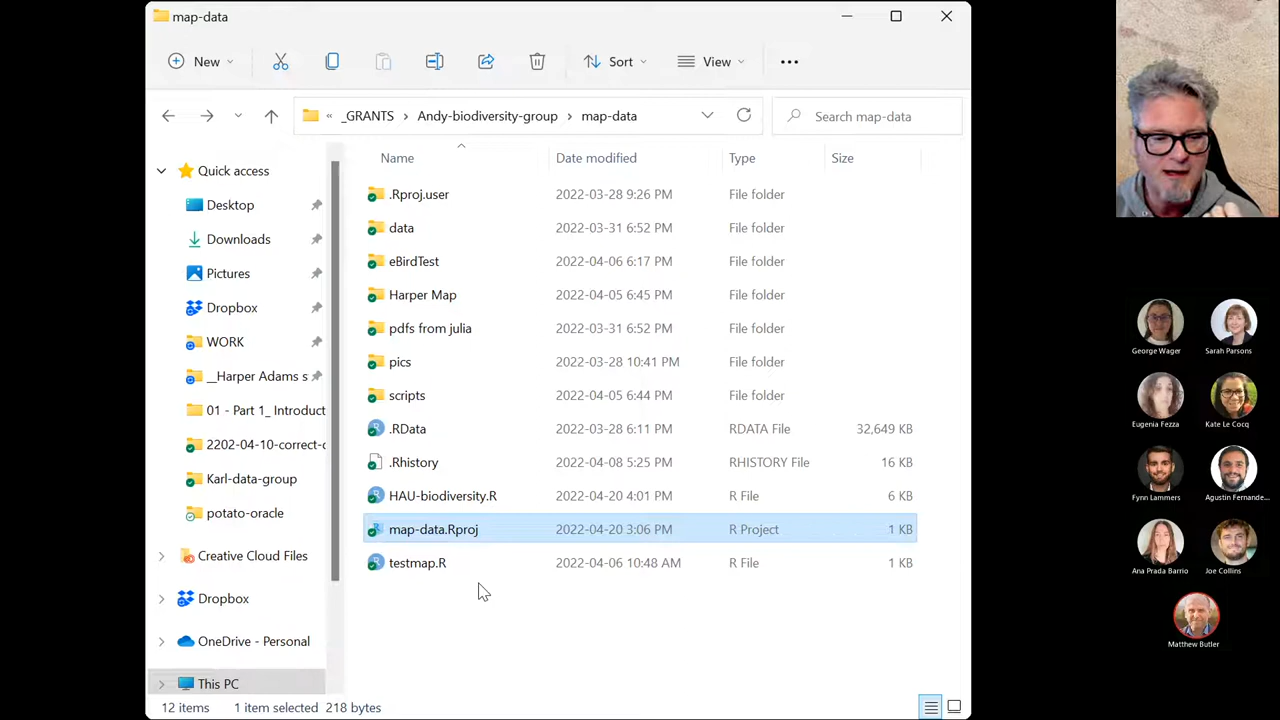 map-data
New
Sort
View
« _GRANTS > Andy-biodiversity-group > map-data
Search map-data
Name Date modified Type Size
Quick access
Desktop
Downloads
Pictures
Dropbox
WORK
__Harper Adams s
01 - Part 1_ Introduct
2202-04-10-correct-c
Karl-data-group
potato-oracle
Creative Cloud Files
Dropbox
OneDrive - Personal
This PC
.Rproj.user 2022-03-28 9:26 PM File folder
data 2022-03-31 6:52 PM File folder
eBirdTest 2022-04-06 6:17 PM File folder
Harper Map 2022-04-05 6:45 PM File folder
pdfs from julia 2022-03-31 6:52 PM File folder
pics 2022-03-28 10:41 PM File folder
scripts 2022-04-05 6:44 PM File folder
.RData 2022-03-28 6:11 PM RDATA File 32,649 KB
.Rhistory 2022-04-08 5:25 PM RHISTORY File 16 KB
HAU-biodiversity.R 2022-04-20 4:01 PM R File 6 KB
map-data.Rproj 2022-04-20 3:06 PM R Project 1 KB
testmap.R 2022-04-06 10:48 AM R File 1 KB
12 items 1 item selected 218 bytes
George Wager Sarah Parsons
Eugenia Fezza Kate Le Cocq
Fynn Lammers Agustin Fernande...
Ana Prada Barrio Joe Collins
Matthew Butler